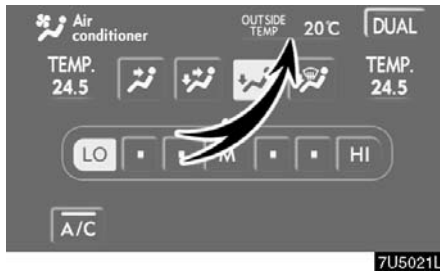 Air
conditioner
OUTSIDE
TEMP 20℃
DUAL
TEMP.
24.5
TEMP.
24.5
LO M HI
A/C
7U5021L